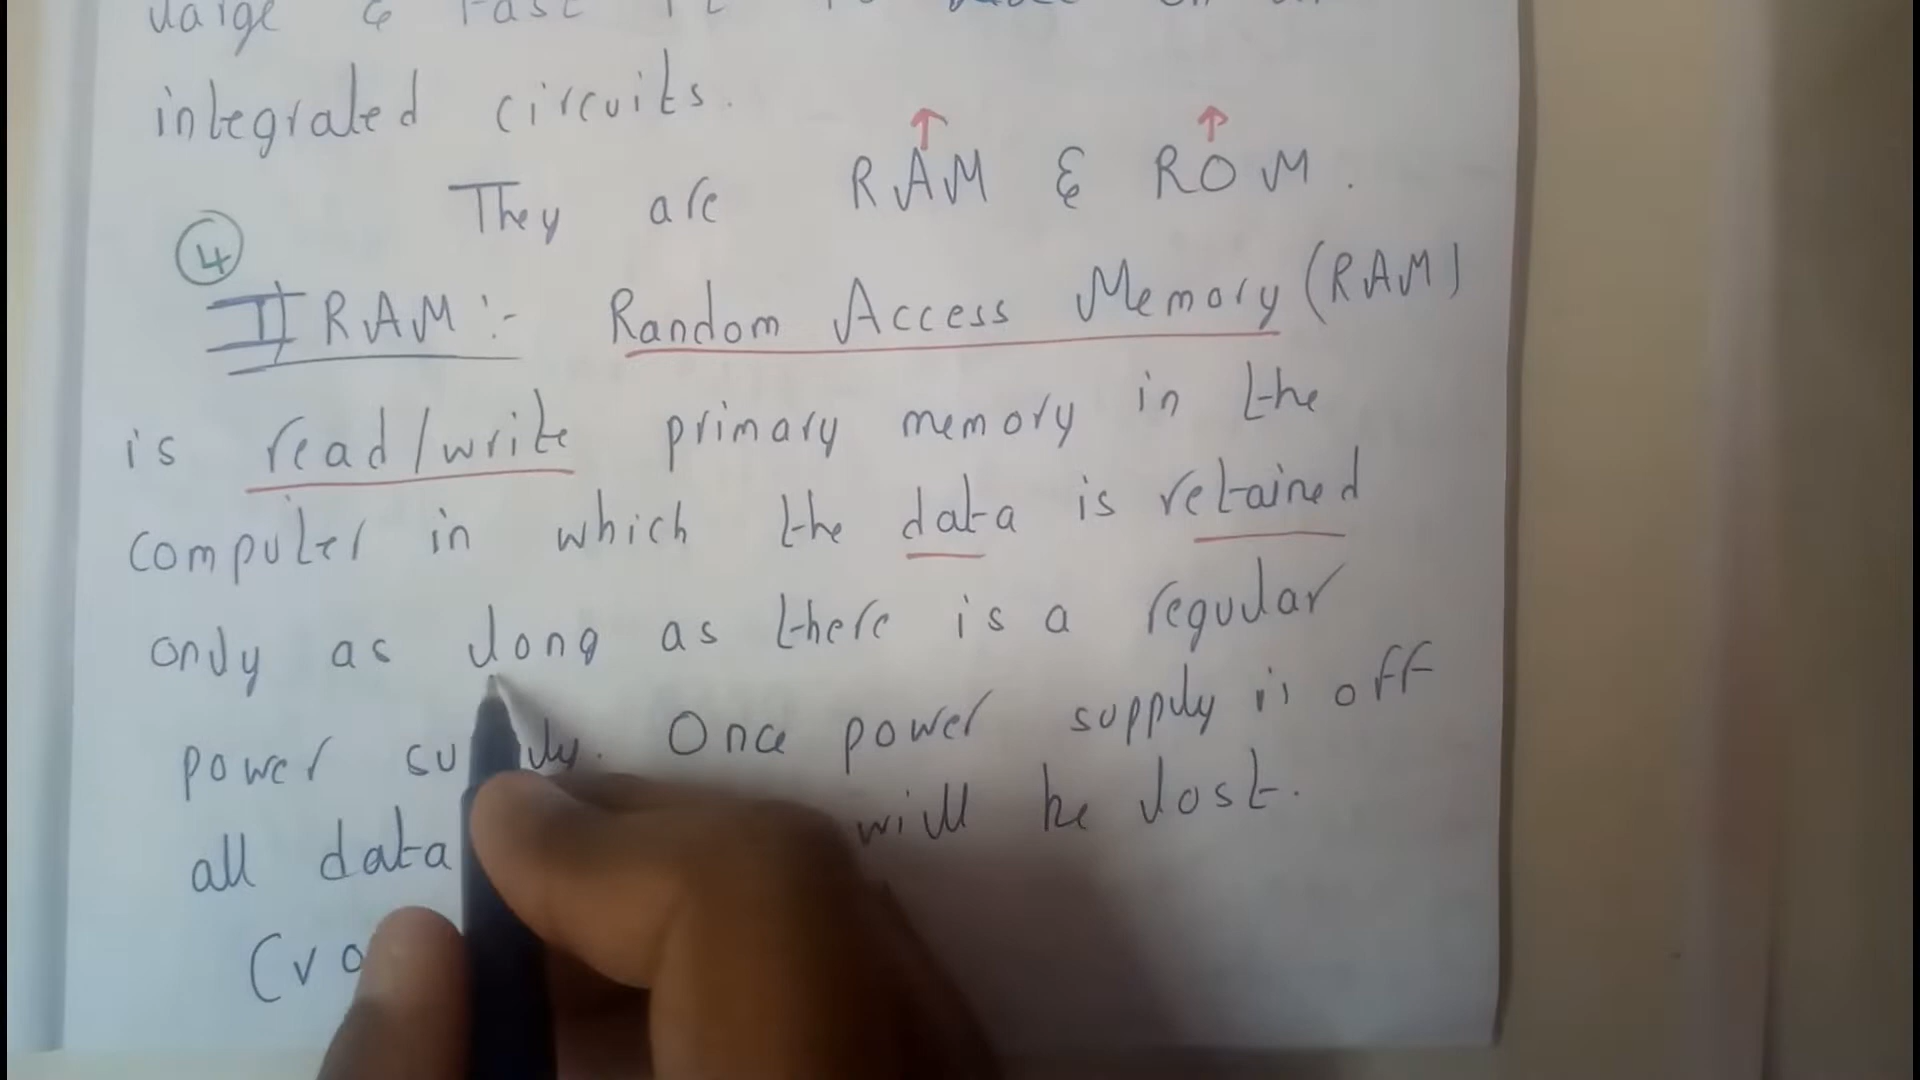 large & fast
integrated circuits.
They are RAM & ROM.
4
I RAM:- Random Access Memory (RAM)
is read/write primary memory in the
computer in which the data is retained
only as long as there is a regular
power Once power supply is off
all data will be lost.